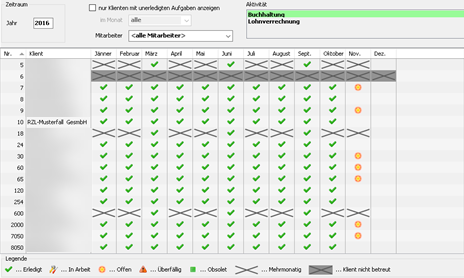 Zeitraum
Jahr 2016
nur Klienten mit unerledigten Aufgaben anzeigen
im Monat alle
Mitarbeiter <alle Mitarbeiter>
Aktivität
Buchhaltung
Lohnverrechnung
Nr. Klient Jänner Februar März April Mai Juni Juli August Sept. Oktober Nov. Dez.
5
6
7
8
9
10 RZL-Musterfall GesmbH
18
24
30
60
65
120
254
600
2000
7050
8050
Legende
... Erledigt ... In Arbeit ... Offen ... Überfällig ... Obsolet ... Mehrmonatig ... Klient nicht betreut